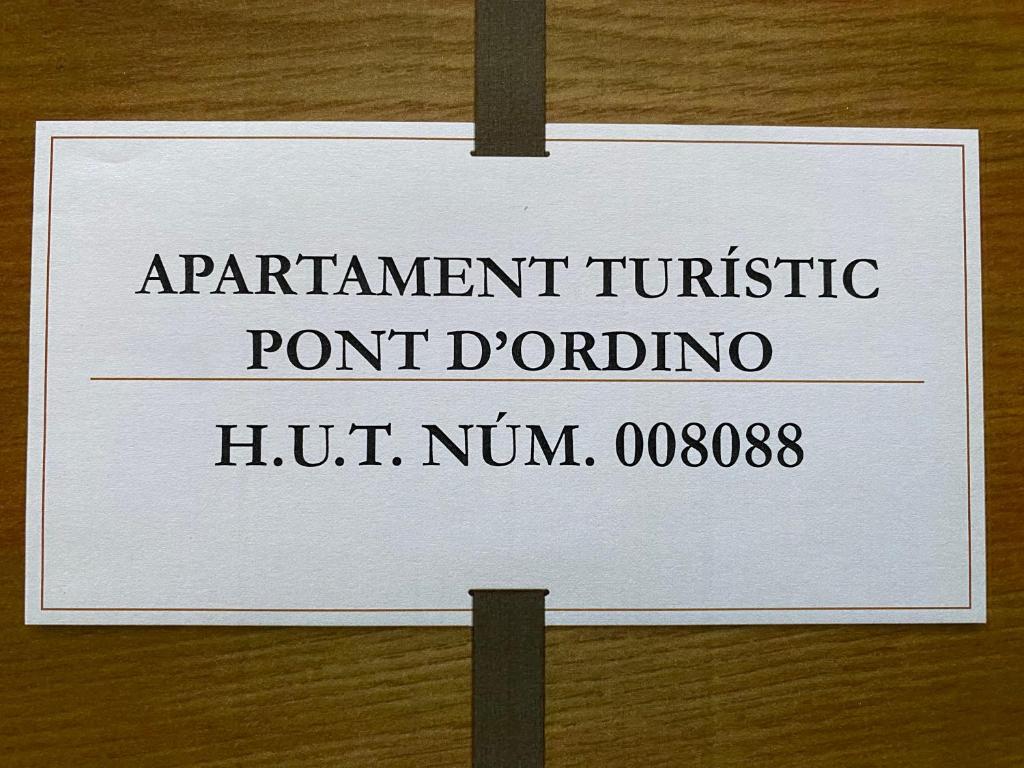 APARTAMENT TURÍSTIC
PONT D’ORDINO
H.U.T. NÚM. 008088